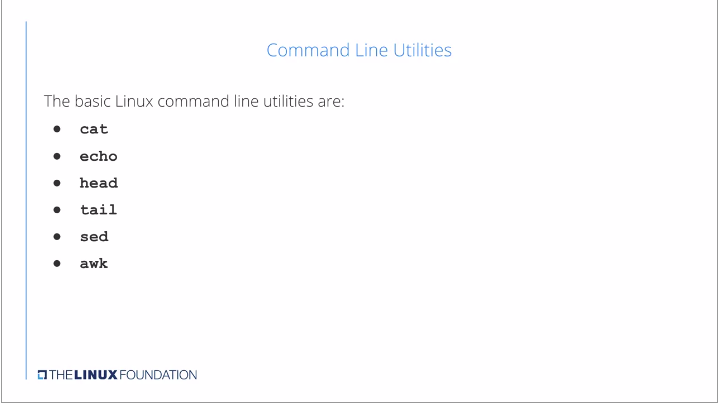 Command Line Utilities
The basic Linux command line utilities are:
● cat
● echo
● head
● tail
● sed
● awk
THE LINUX FOUNDATION